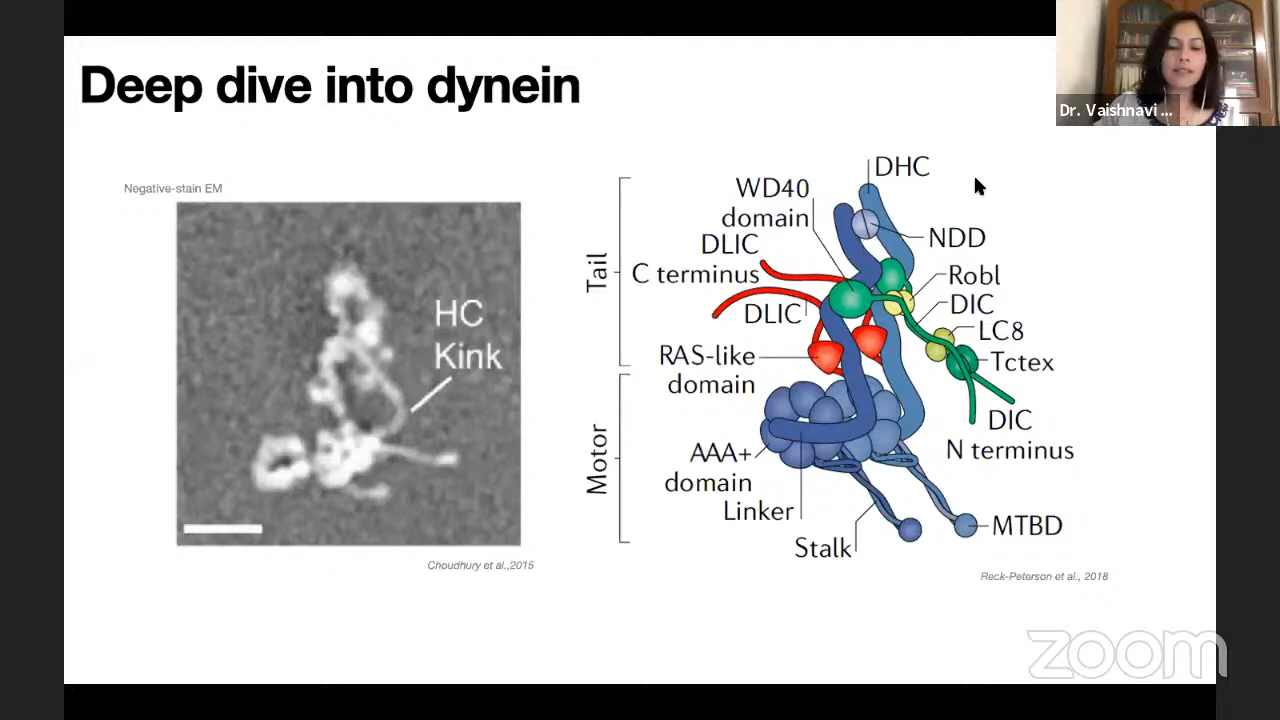 Deep dive into dynein
Dr. Vaishnavi ...
Negative-stain EM
HC
Kink
Choudhury et al.,2015
Tail
Motor
DHC
WD40
domain
NDD
DLIC
C terminus
Robl
DIC
DLIC
LC8
Tctex
RAS-like
domain
DIC
N terminus
AAA+
domain
Linker
MTBD
Stalk
Reck-Peterson et al., 2018
zoom